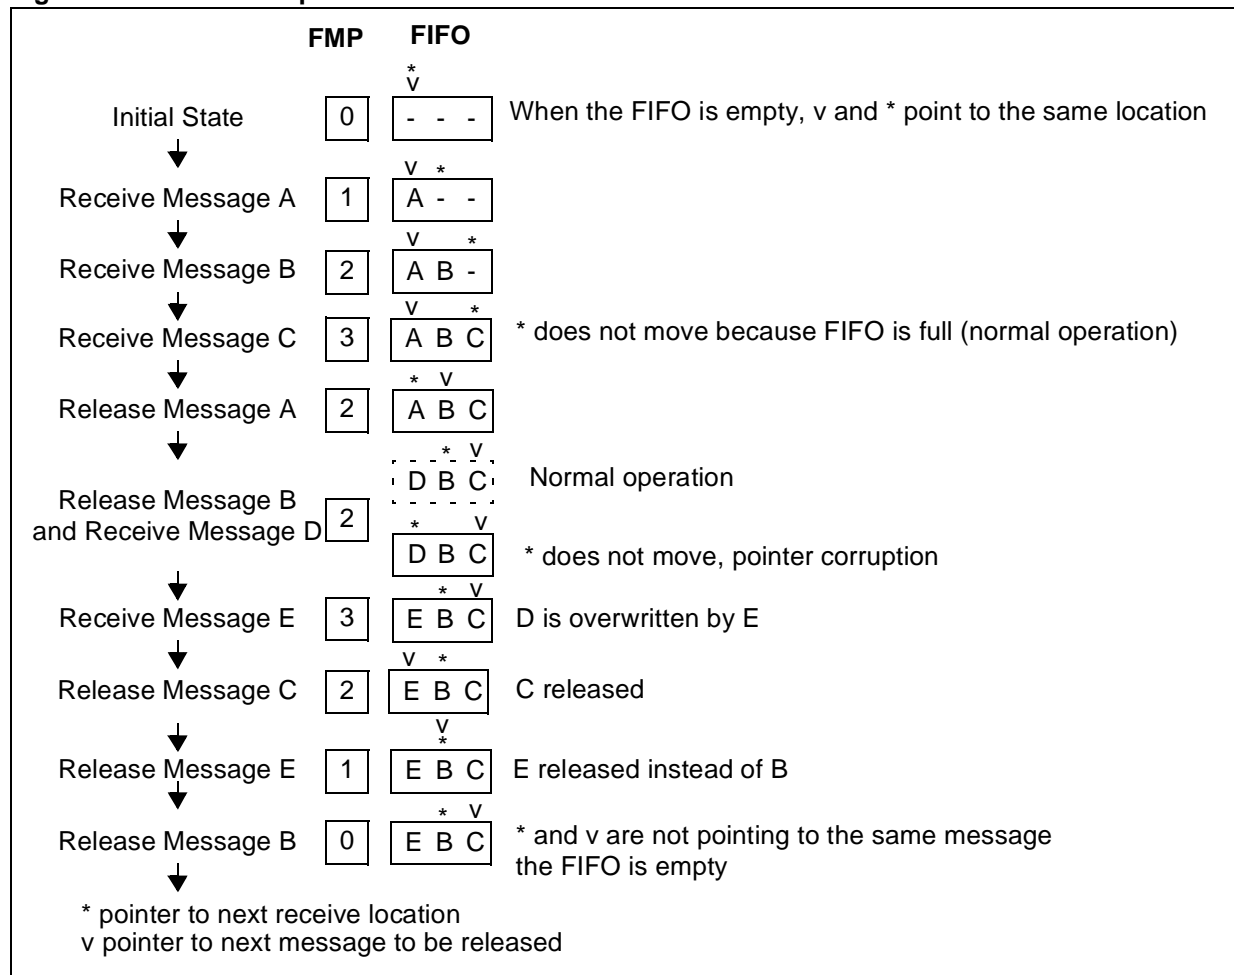 FMP FIFO
*
v
Initial State 0 - - - When the FIFO is empty, v and * point to the same location
v *
Receive Message A 1 A - -
v *
Receive Message B 2 A B -
v *
Receive Message C 3 A B C * does not move because FIFO is full (normal operation)
* v
Release Message A 2 A B C
* v
D B C Normal operation
Release Message B
and Receive Message D 2
* v
D B C * does not move, pointer corruption
* v
Receive Message E 3 E B C D is overwritten by E
v *
Release Message C 2 E B C C released
v
*
Release Message E 1 E B C E released instead of B
* v
Release Message B 0 E B C * and v are not pointing to the same message
the FIFO is empty
* pointer to next receive location
v pointer to next message to be released